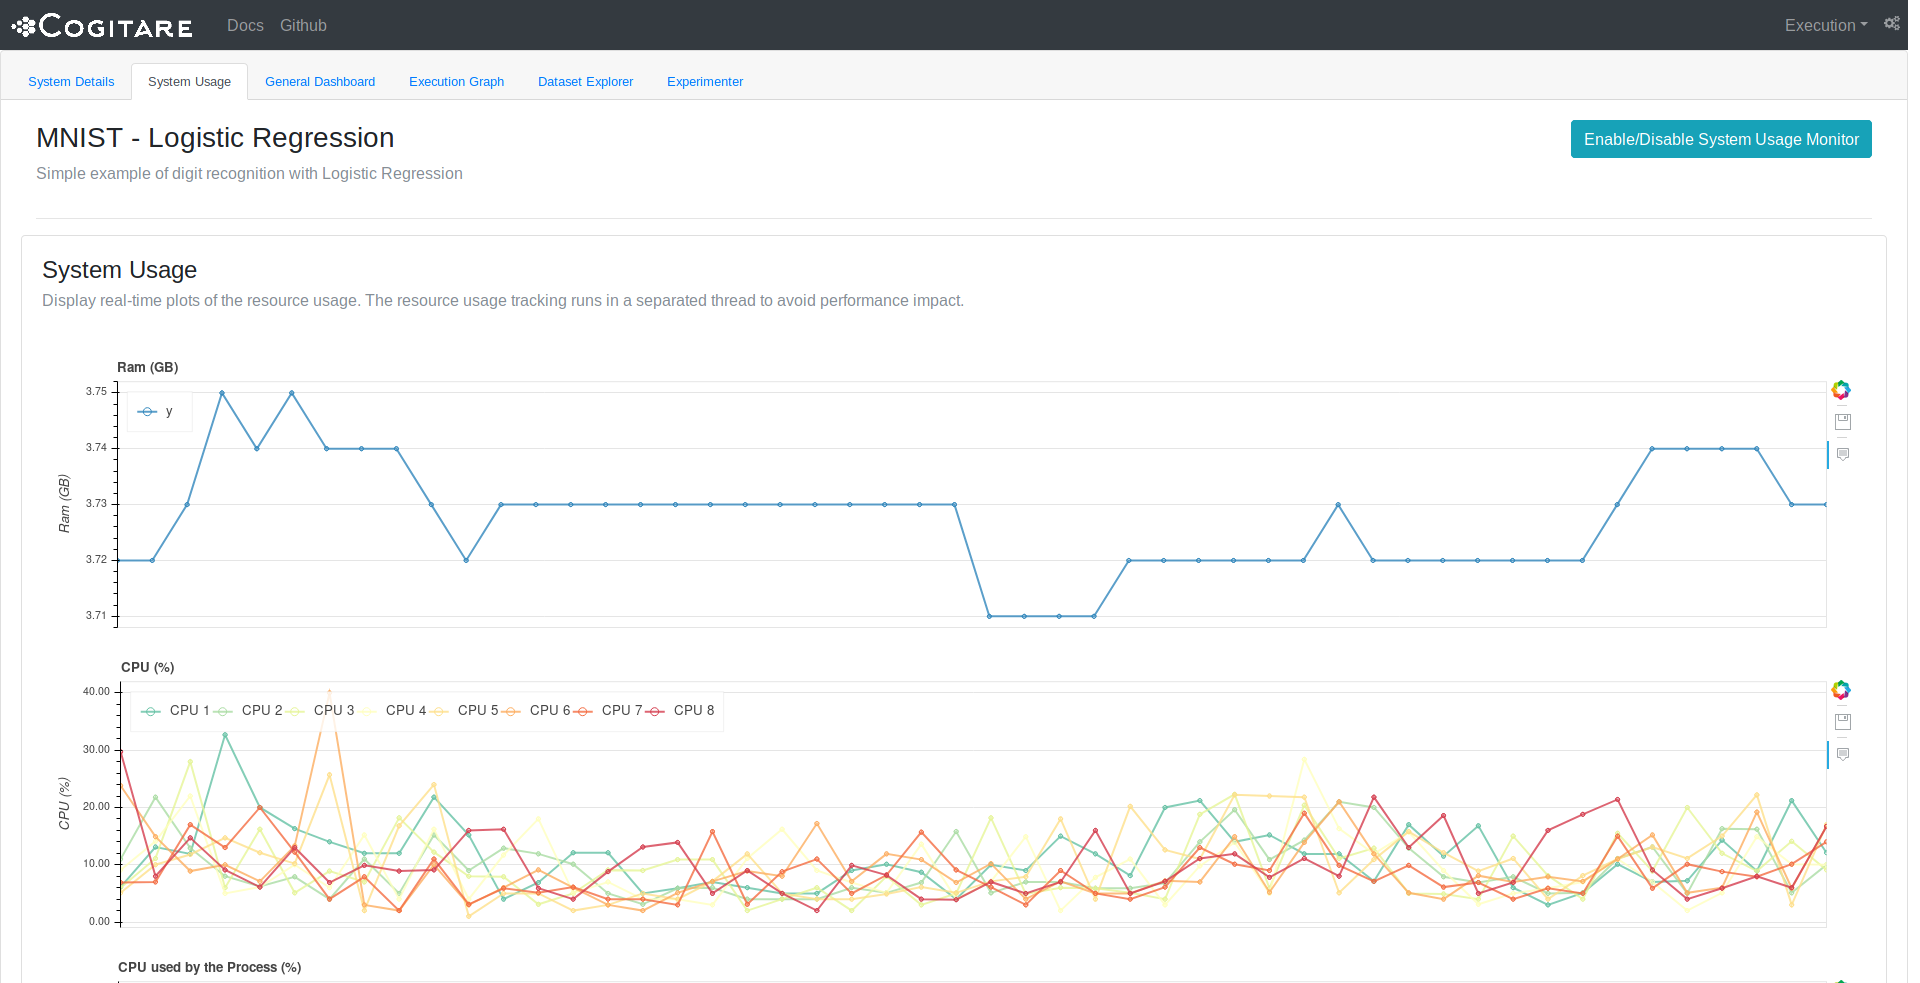 COGITARE Docs Github Execution
System Details System Usage General Dashboard Execution Graph Dataset Explorer Experimenter
MNIST - Logistic Regression
Enable/Disable System Usage Monitor
Simple example of digit recognition with Logistic Regression
System Usage
Display real-time plots of the resource usage. The resource usage tracking runs in a separated thread to avoid performance impact.
Ram (GB)
3.75
y
3.74
3.73
Ram (GB)
3.72
3.71
CPU (%)
40.00
CPU 1 CPU 2 CPU 3 CPU 4 CPU 5 CPU 6 CPU 7 CPU 8
30.00
20.00
CPU (%)
10.00
0.00
CPU used by the Process (%)